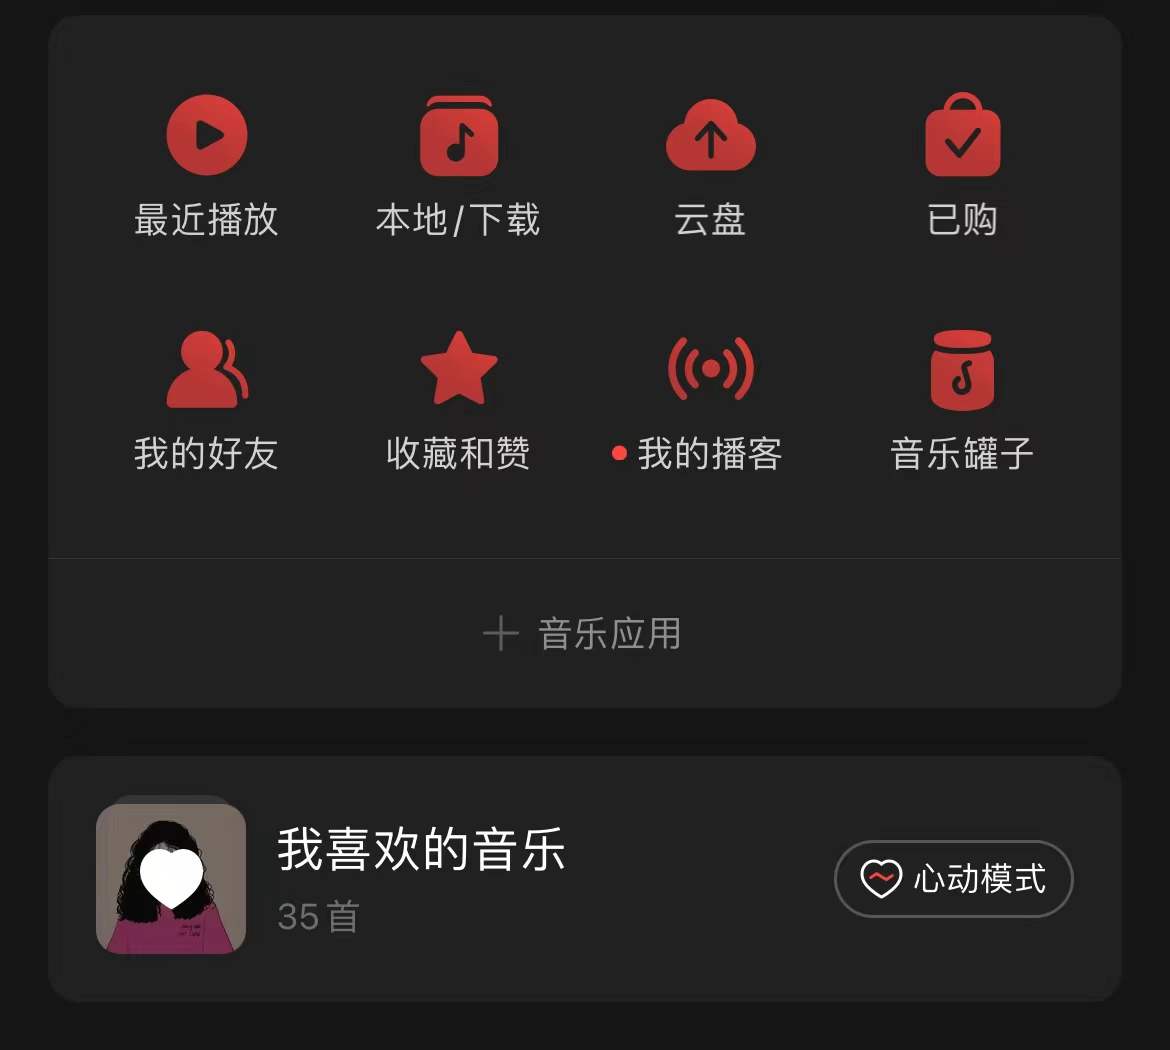 最近播放
本地/下载
云盘
已购
我的好友
收藏和赞
我的播客
音乐罐子
音乐应用
我喜欢的音乐
35首
心动模式